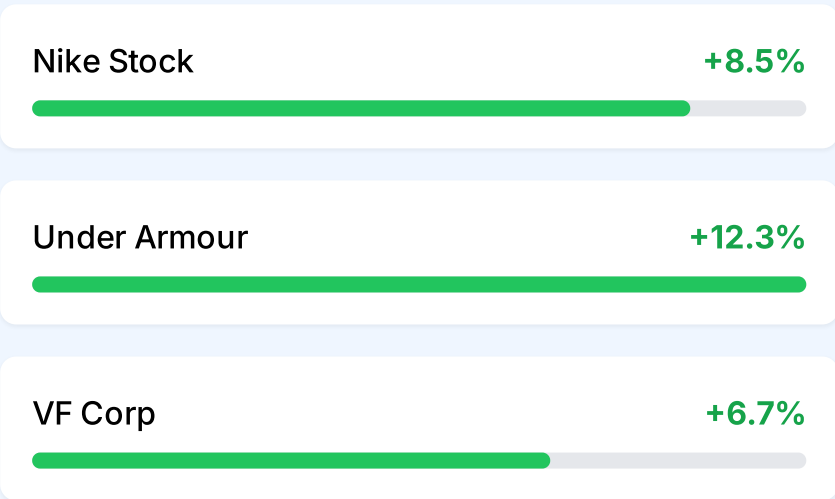 Nike Stock +8.5%
Under Armour +12.3%
VF Corp +6.7%